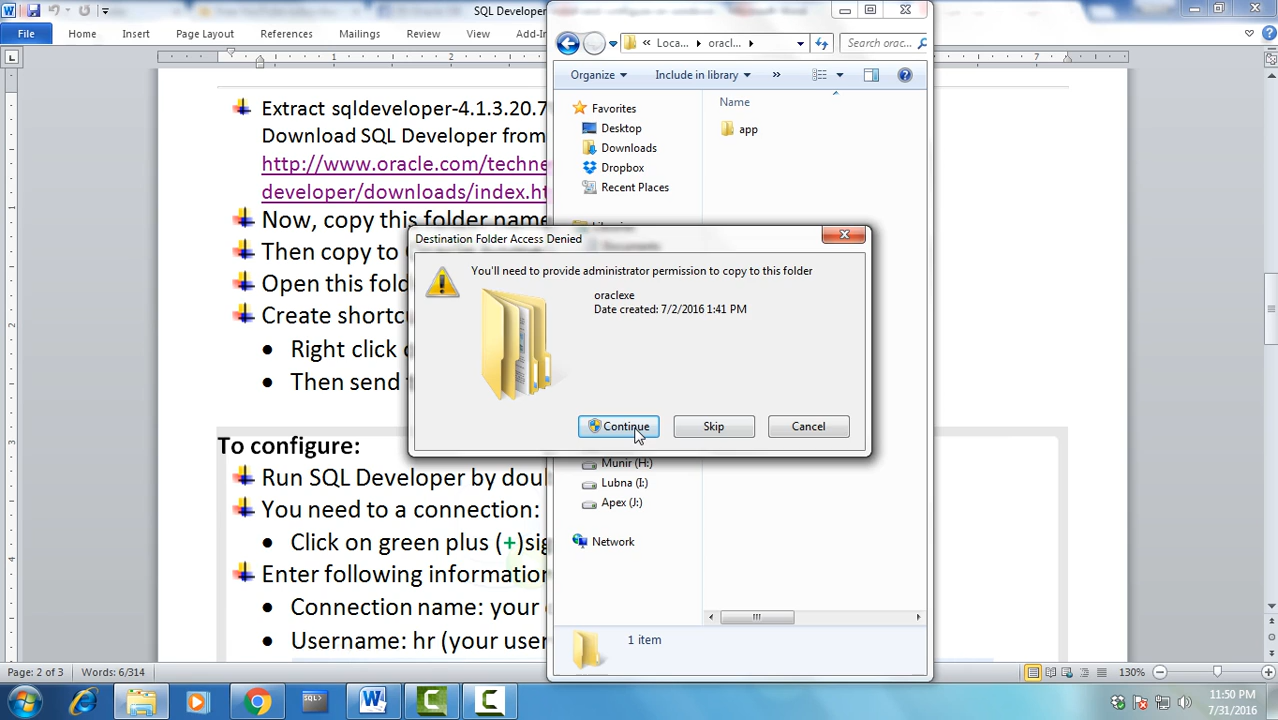 SQL Developer
File
Home
Insert
Page Layout
References
Mailings
Review
View
Add-In
Loca...
oracl...
Search orac...
Organize
Include in library
»
Favorites
Desktop
Downloads
Dropbox
Recent Places
Name
app
Extract sqldeveloper-4.1.3.20.7
Download SQL Developer from
http://www.oracle.com/techne
developer/downloads/index.ht
Now, copy this folder name
Then copy to
Open this fol
Create shortc
Right click
Then send
Destination Folder Access Denied
You'll need to provide administrator permission to copy to this folder
oraclexe
Date created: 7/2/2016 1:41 PM
Continue
Skip
Cancel
To configure:
Run SQL Developer by doul
You need to a connection:
Click on green plus (+)sig
Enter following information
Connection name: your
Username: hr (your user
Munir (H:)
Lubna (I:)
Apex (J:)
Network
1 item
Page: 2 of 3
Words: 6/314
130%
11:50 PM
7/31/2016